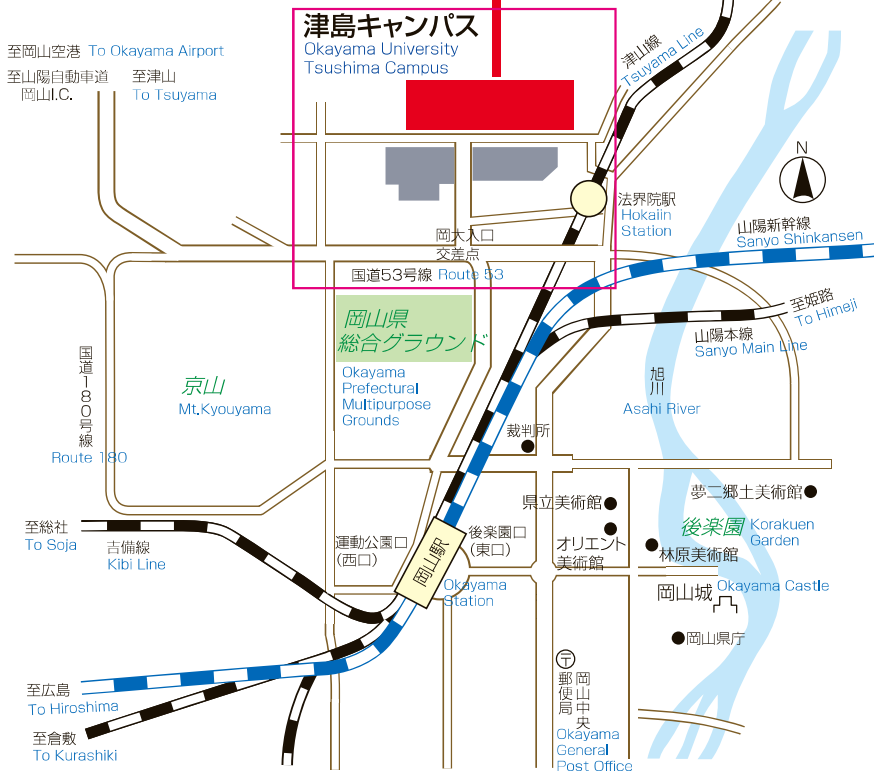 津島キャンパス
Okayama University
Tsushima Campus
至岡山空港 To Okayama Airport
至山陽自動車道
岡山I.C.
至津山
To Tsuyama
津山線
Tsuyama Line
N
法界院駅
Hokaiin
Station
山陽新幹線
Sanyo Shinkansen
岡大入口
交差点
国道53号線 Route 53
至姫路
To Himeji
山陽本線
Sanyo Main Line
岡山県
総合グラウンド
Okayama
Prefectural
Multipurpose
Grounds
国道180号線
Route 180
京山
Mt.Kyouyama
旭川
Asahi River
裁判所
県立美術館
夢二郷土美術館
オリエント
美術館
後楽園 Korakuen
Garden
林原美術館
至総社
To Soja
吉備線
Kibi Line
運動公園口
(西口)
岡山駅
後楽園口
(東口)
Okayama
Station
岡山城 Okayama Castle
岡山県庁
〒
岡山中央
郵便局
Okayama
General
Post Office
至広島
To Hiroshima
至倉敷
To Kurashiki